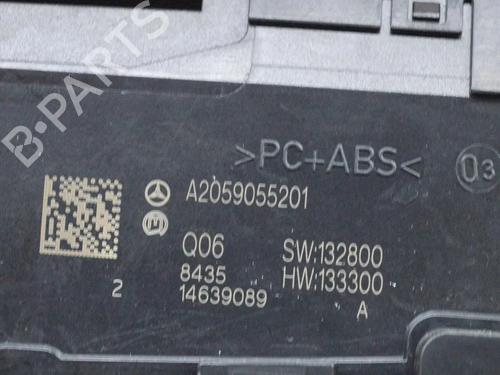 B-PARTS
>PC+ABS<
03
A2059055201
Q06 SW:132800
8435 HW:133300
2 14639089 A